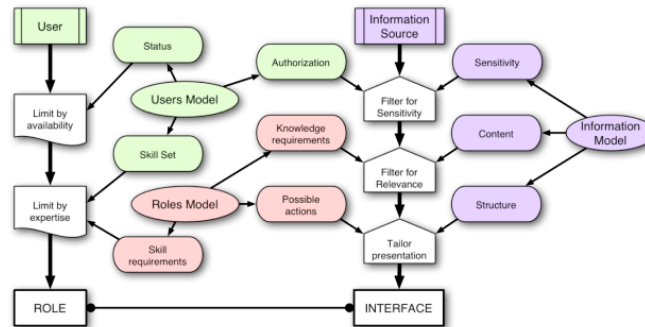 User
Information
Source
Status
Authorization
Sensitivity
Users Model
Limit by
availability
Filter for
Sensitivity
Knowledge
requirements
Content
Information
Model
Skill Set
Limit by
expertise
Roles Model
Filter for
Relevance
Possible
actions
Structure
Skill
requirements
Tailor
presentation
ROLE
INTERFACE